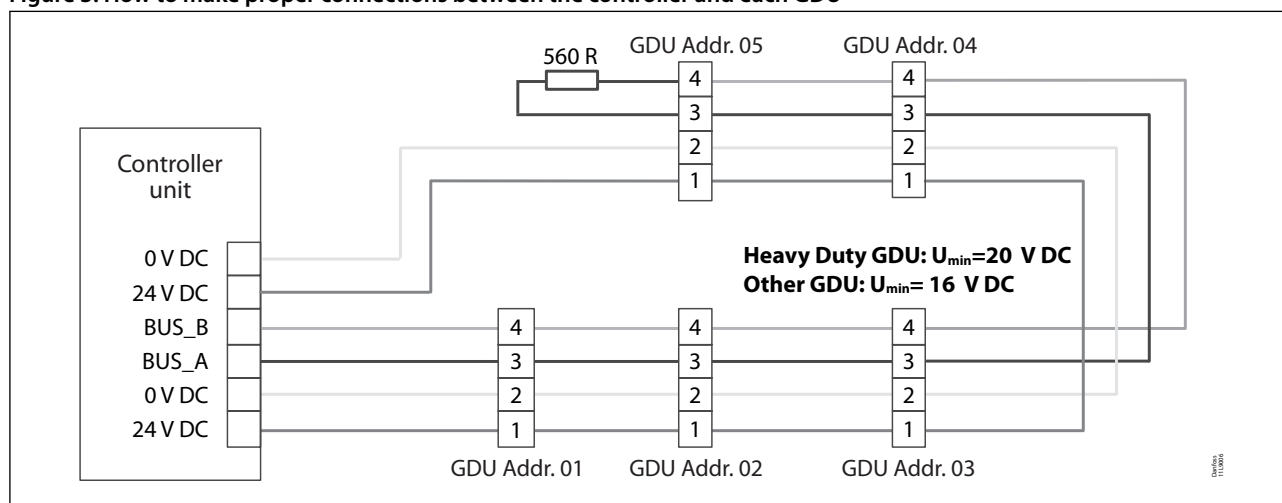 Figure 5: How to make proper connections between the controller and each GDU
GDU Addr. 05
GDU Addr. 04
560 R
4
4
3
3
2
2
1
1
Controller
unit
Heavy Duty GDU: Umin=20 V DC
Other GDU: Umin= 16 V DC
0 V DC
24 V DC
BUS_B
4
4
4
BUS_A
3
3
3
0 V DC
2
2
2
24 V DC
1
1
1
GDU Addr. 01
GDU Addr. 02
GDU Addr. 03
Danfoss